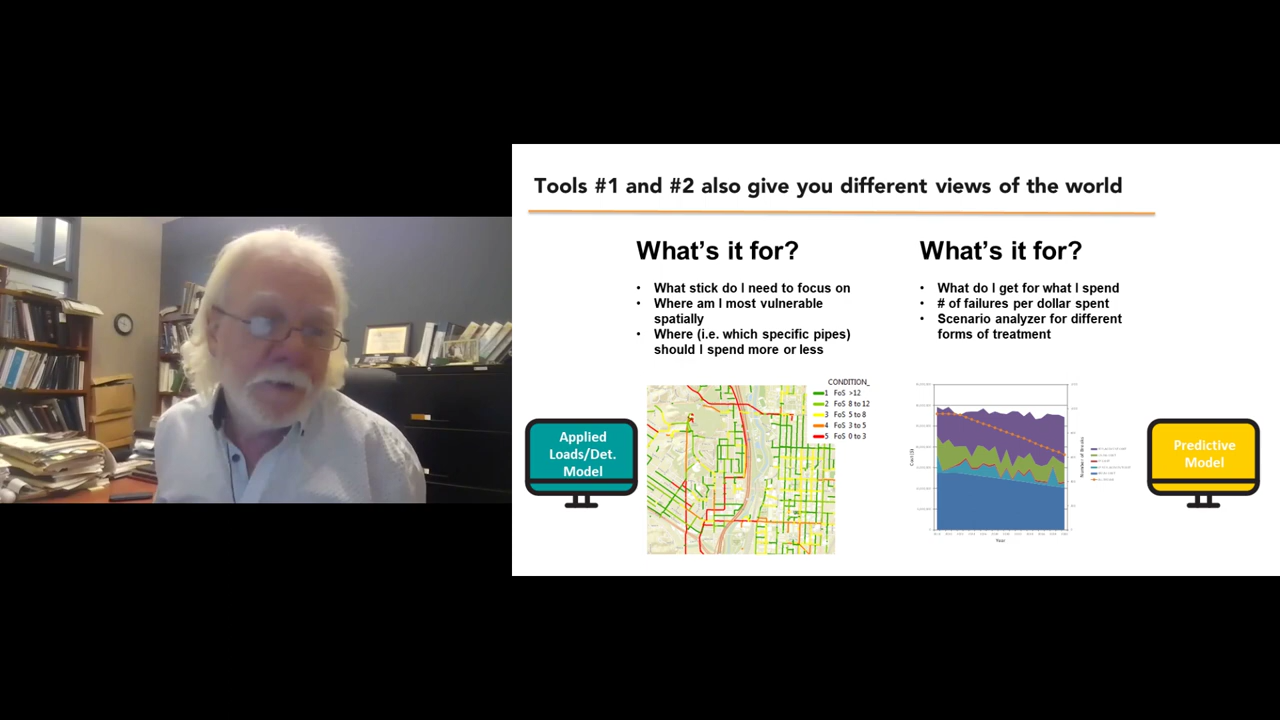 Tools #1 and #2 also give you different views of the world
What's it for?
• What stick do I need to focus on
• Where am I most vulnerable
spatially
• Where (i.e. which specific pipes)
should I spend more or less
Applied
Loads/Det.
Model
CONDITION_
1 FoS >12
2 FoS 8 to 12
3 FoS 5 to 8
4 FoS 3 to 5
5 FoS 0 to 3
What's it for?
• What do I get for what I spend
• # of failures per dollar spent
• Scenario analyzer for different
forms of treatment
Cost ($)
Year
Predictive
Model